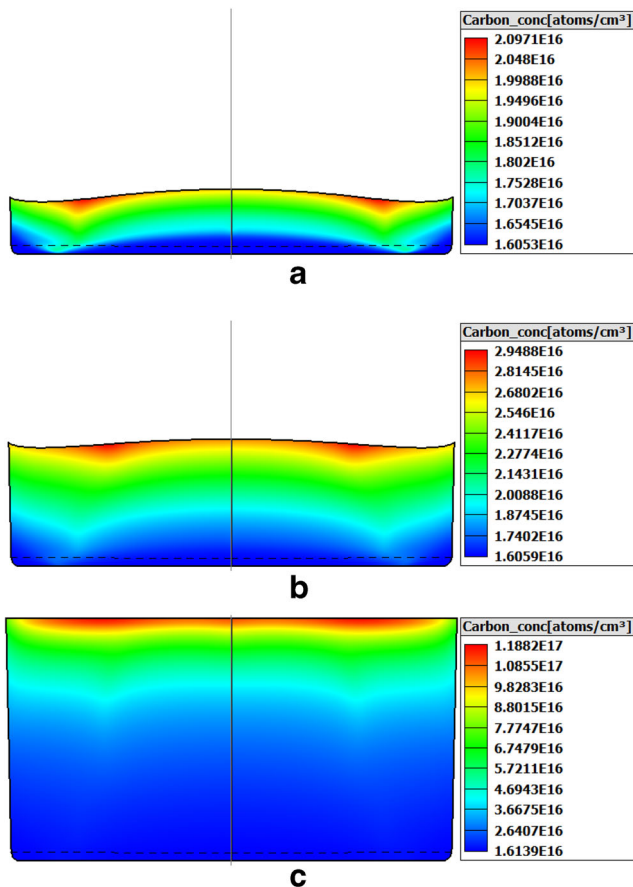 Carbon_conc[atoms/cm³]
2.0971E16
2.048E16
1.9988E16
1.9496E16
1.9004E16
1.8512E16
1.802E16
1.7528E16
1.7037E16
1.6545E16
1.6053E16
a
Carbon_conc[atoms/cm³]
2.9488E16
2.8145E16
2.6802E16
2.546E16
2.4117E16
2.2774E16
2.1431E16
2.0088E16
1.8745E16
1.7402E16
1.6059E16
b
Carbon_conc[atoms/cm³]
1.1882E17
1.0855E17
9.8283E16
8.8015E16
7.7747E16
6.7479E16
5.7211E16
4.6943E16
3.6675E16
2.6407E16
1.6139E16
c